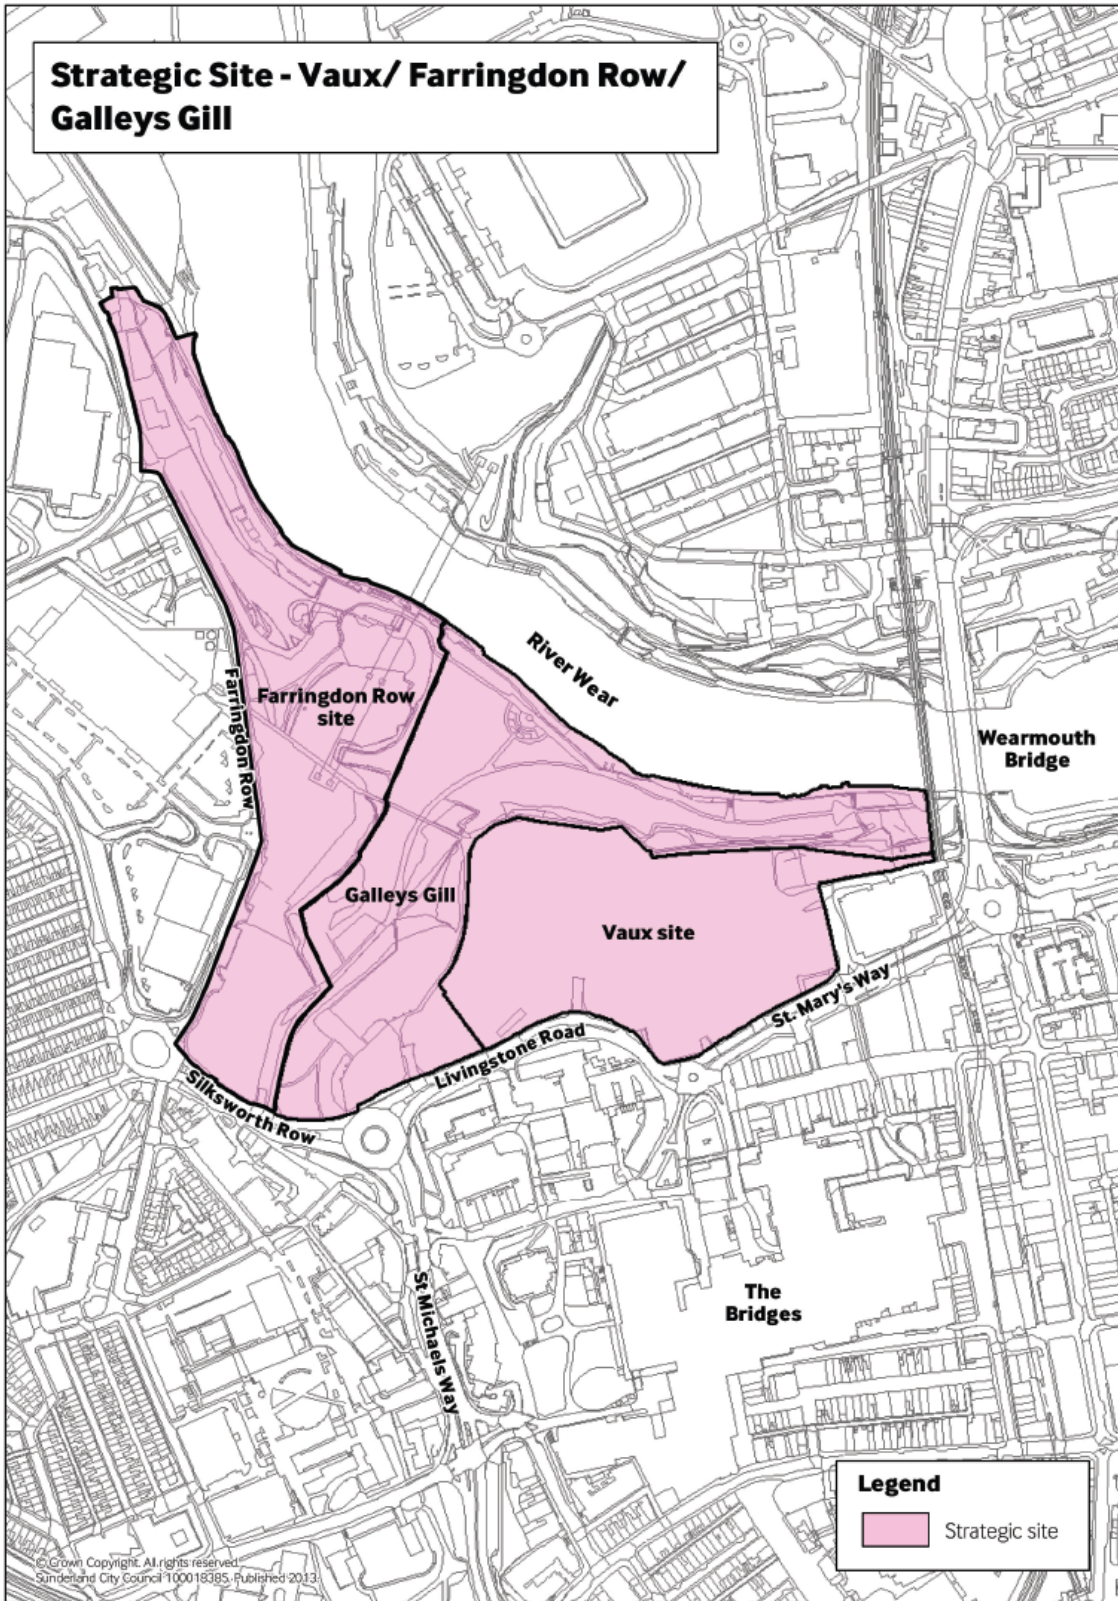 Strategic Site - Vaux/ Farringdon Row/
Galleys Gill
River Wear
Farringdon Row
Farringdon Row
site
Wearmouth
Bridge
Galleys Gill
Vaux site
St. Mary's Way
Livingstone Road
Silksworth Row
St Michaels Way
The
Bridges
Legend
Strategic site
© Crown Copyright. All rights reserved.
Sunderland City Council 100018385. Published 2013